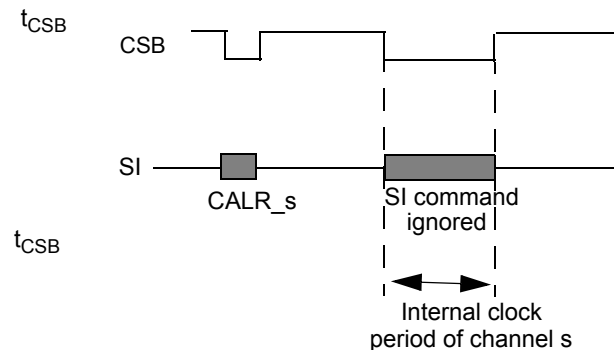 tCSB
CSB
SI
CALR_s
SI command
ignored
tCSB
Internal clock
period of channel s